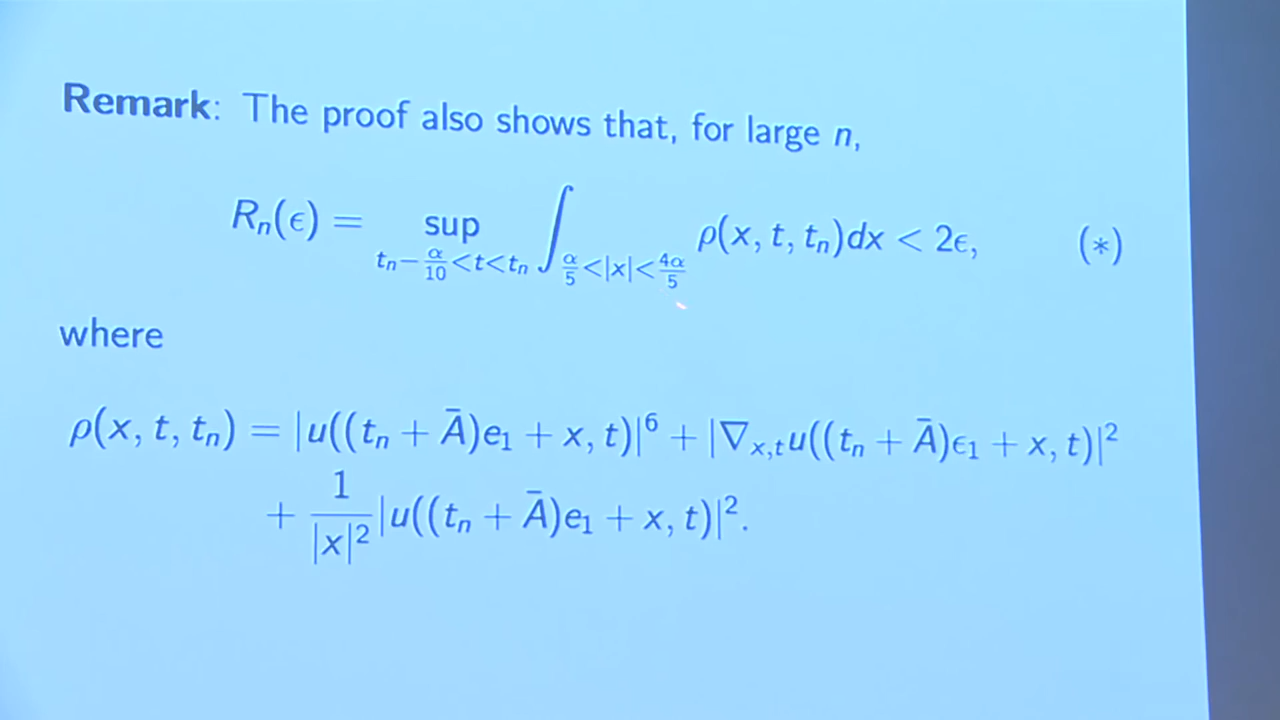 Remark: The proof also shows that, for large n,
R_n(ϵ) = sup_{t_n − α/10 < t < t_n} ∫_{α/5 < |x| < 4α/5} ρ(x, t, t_n)dx < 2ϵ, (∗)
where
ρ(x, t, t_n) = |u((t_n + Ā)e_1 + x, t)|^6 + |∇_{x,t}u((t_n + Ā)ϵ_1 + x, t)|^2
+ 1/|x|^2 |u((t_n + Ā)e_1 + x, t)|^2.